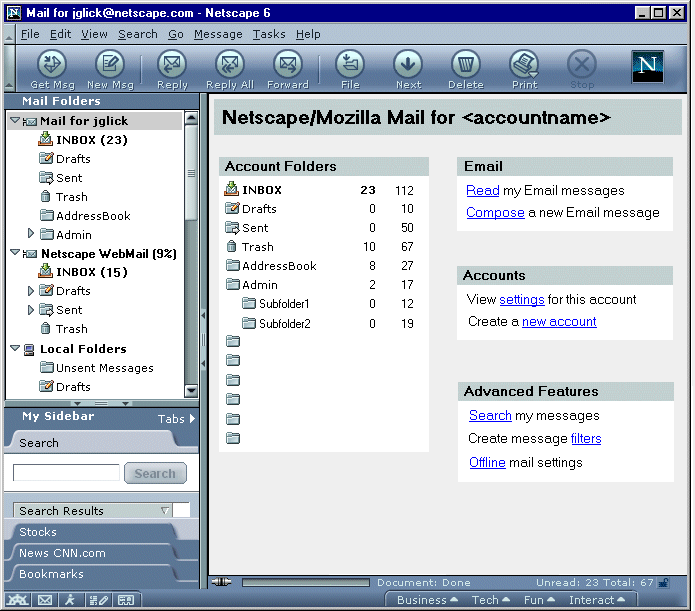 Mail for jglick@netscape.com - Netscape 6
File Edit View Search Go Message Tasks Help
Get Msg New Msg Reply Reply All Forward File Next Delete Print Stop
N
Mail Folders
Mail for jglick
INBOX (23)
Drafts
Sent
Trash
AddressBook
Admin
Netscape WebMail (9%)
INBOX (15)
Drafts
Sent
Trash
Local Folders
Unsent Messages
Drafts
My Sidebar Tabs
Search
Search
Search Results
Stocks
News CNN.com
Bookmarks
Netscape/Mozilla Mail for <accountname>
Account Folders
INBOX 23 112
Drafts 0 10
Sent 0 50
Trash 10 67
AddressBook 8 27
Admin 2 17
Subfolder1 0 12
Subfolder2 0 19
Email
Read my Email messages
Compose a new Email message
Accounts
View settings for this account
Create a new account
Advanced Features
Search my messages
Create message filters
Offline mail settings
Document: Done Unread: 23 Total: 67
Business Tech Fun Interact